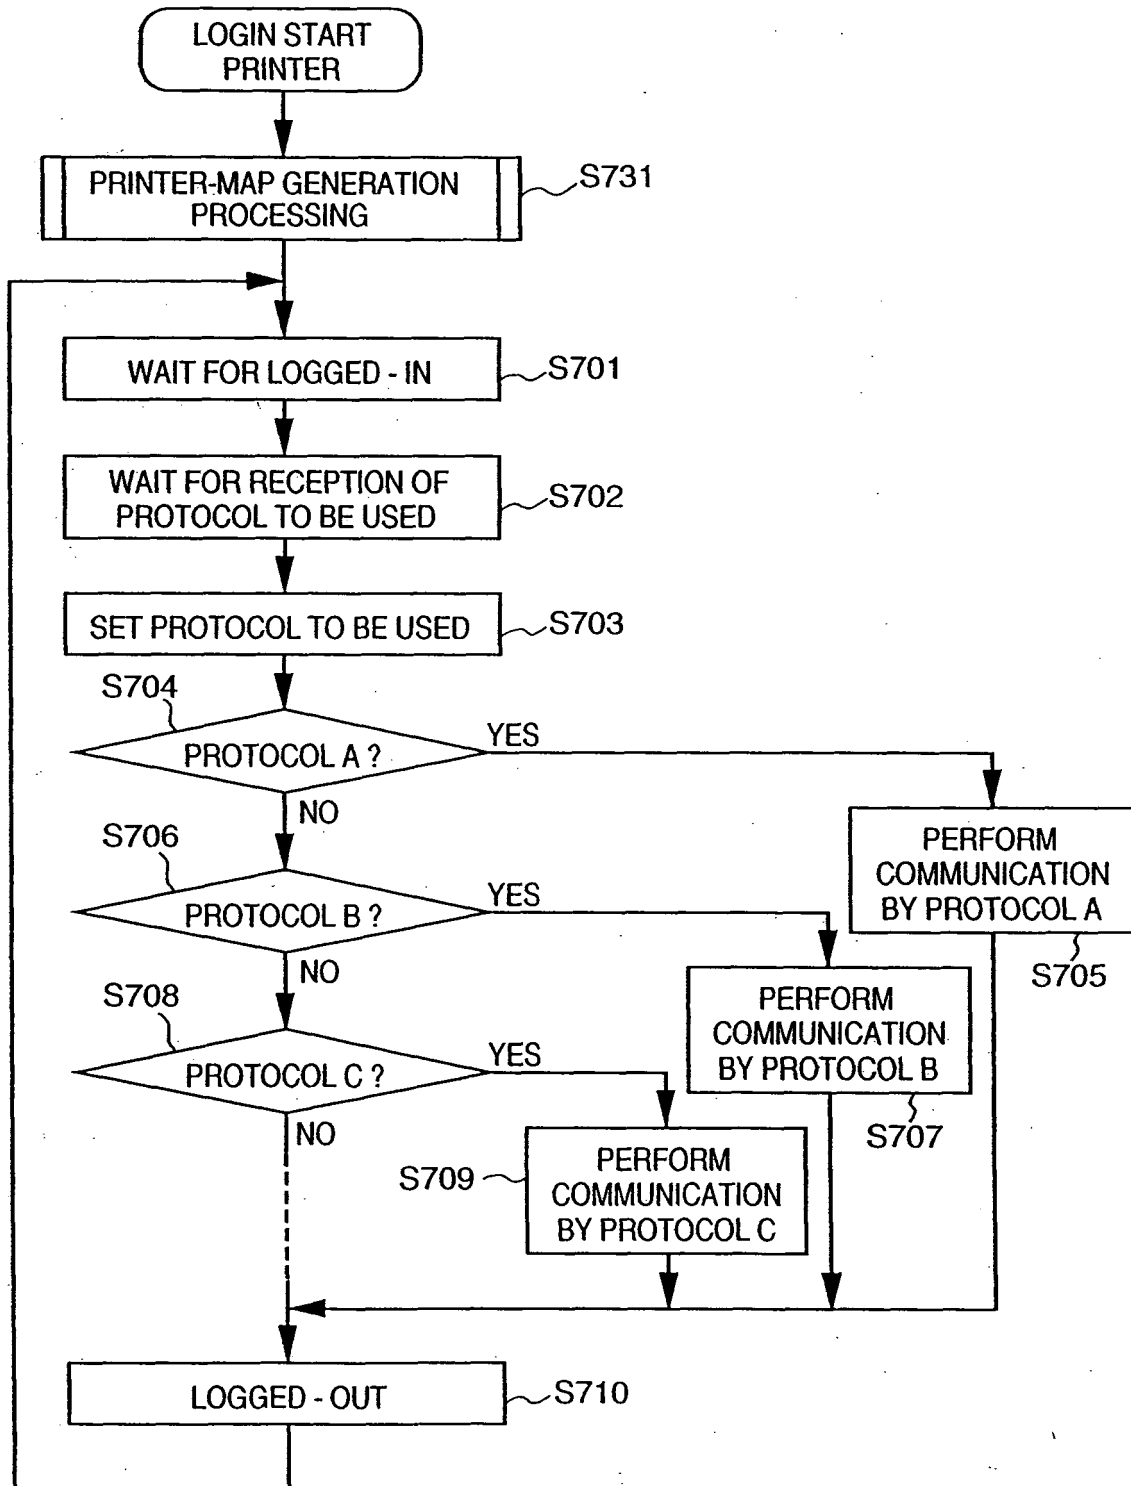 LOGIN START
PRINTER
PRINTER-MAP GENERATION
PROCESSING
S731
WAIT FOR LOGGED - IN
S701
WAIT FOR RECEPTION OF
PROTOCOL TO BE USED
S702
SET PROTOCOL TO BE USED
S703
S704
PROTOCOL A ?
YES
NO
PERFORM
COMMUNICATION
BY PROTOCOL A
S705
S706
PROTOCOL B ?
YES
NO
PERFORM
COMMUNICATION
BY PROTOCOL B
S707
S708
PROTOCOL C ?
YES
NO
S709
PERFORM
COMMUNICATION
BY PROTOCOL C
LOGGED - OUT
S710